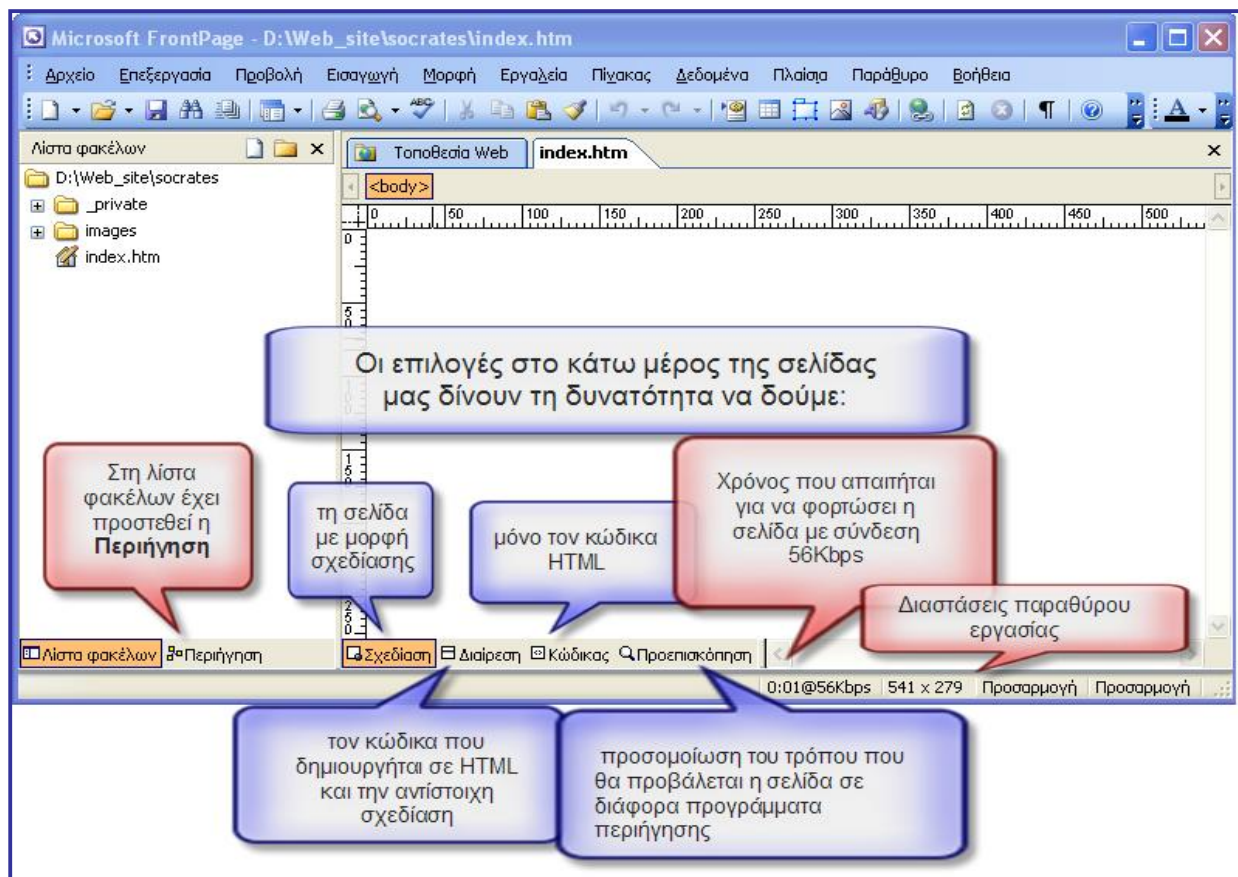 Microsoft FrontPage - D:\Web_site\socrates\index.htm
Αρχείο Επεξεργασία Προβολή Εισαγωγή Μορφή Εργαλεία Πίνακας Δεδομένα Πλαίσια Παράθυρο Βοήθεια
Λίστα φακέλων
D:\Web_site\socrates
_private
images
index.htm
Τοποθεσία Web index.htm
<body>
0 50 100 150 200 250 300 350 400 450 500
Οι επιλογές στο κάτω μέρος της σελίδας
μας δίνουν τη δυνατότητα να δούμε:
Στη λίστα
φακέλων έχει
προστεθεί η
Περιήγηση
τη σελίδα
με μορφή
σχεδίασης
μόνο τον κώδικα
HTML
Χρόνος που απαιτήται
για να φορτώσει η
σελίδα με σύνδεση
56Kbps
Διαστάσεις παραθύρου
εργασίας
Λίστα φακέλων Περιήγηση
Σχεδίαση Διαίρεση Κώδικας Προεπισκόπηση
0:01@56Kbps 541 x 279 Προσαρμογή Προσαρμογή
τον κώδικα που
δημιουργήται σε HTML
και την αντίστοιχη
σχεδίαση
προσομοίωση του τρόπου που
θα προβάλεται η σελίδα σε
διάφορα προγράμματα
περιήγησης